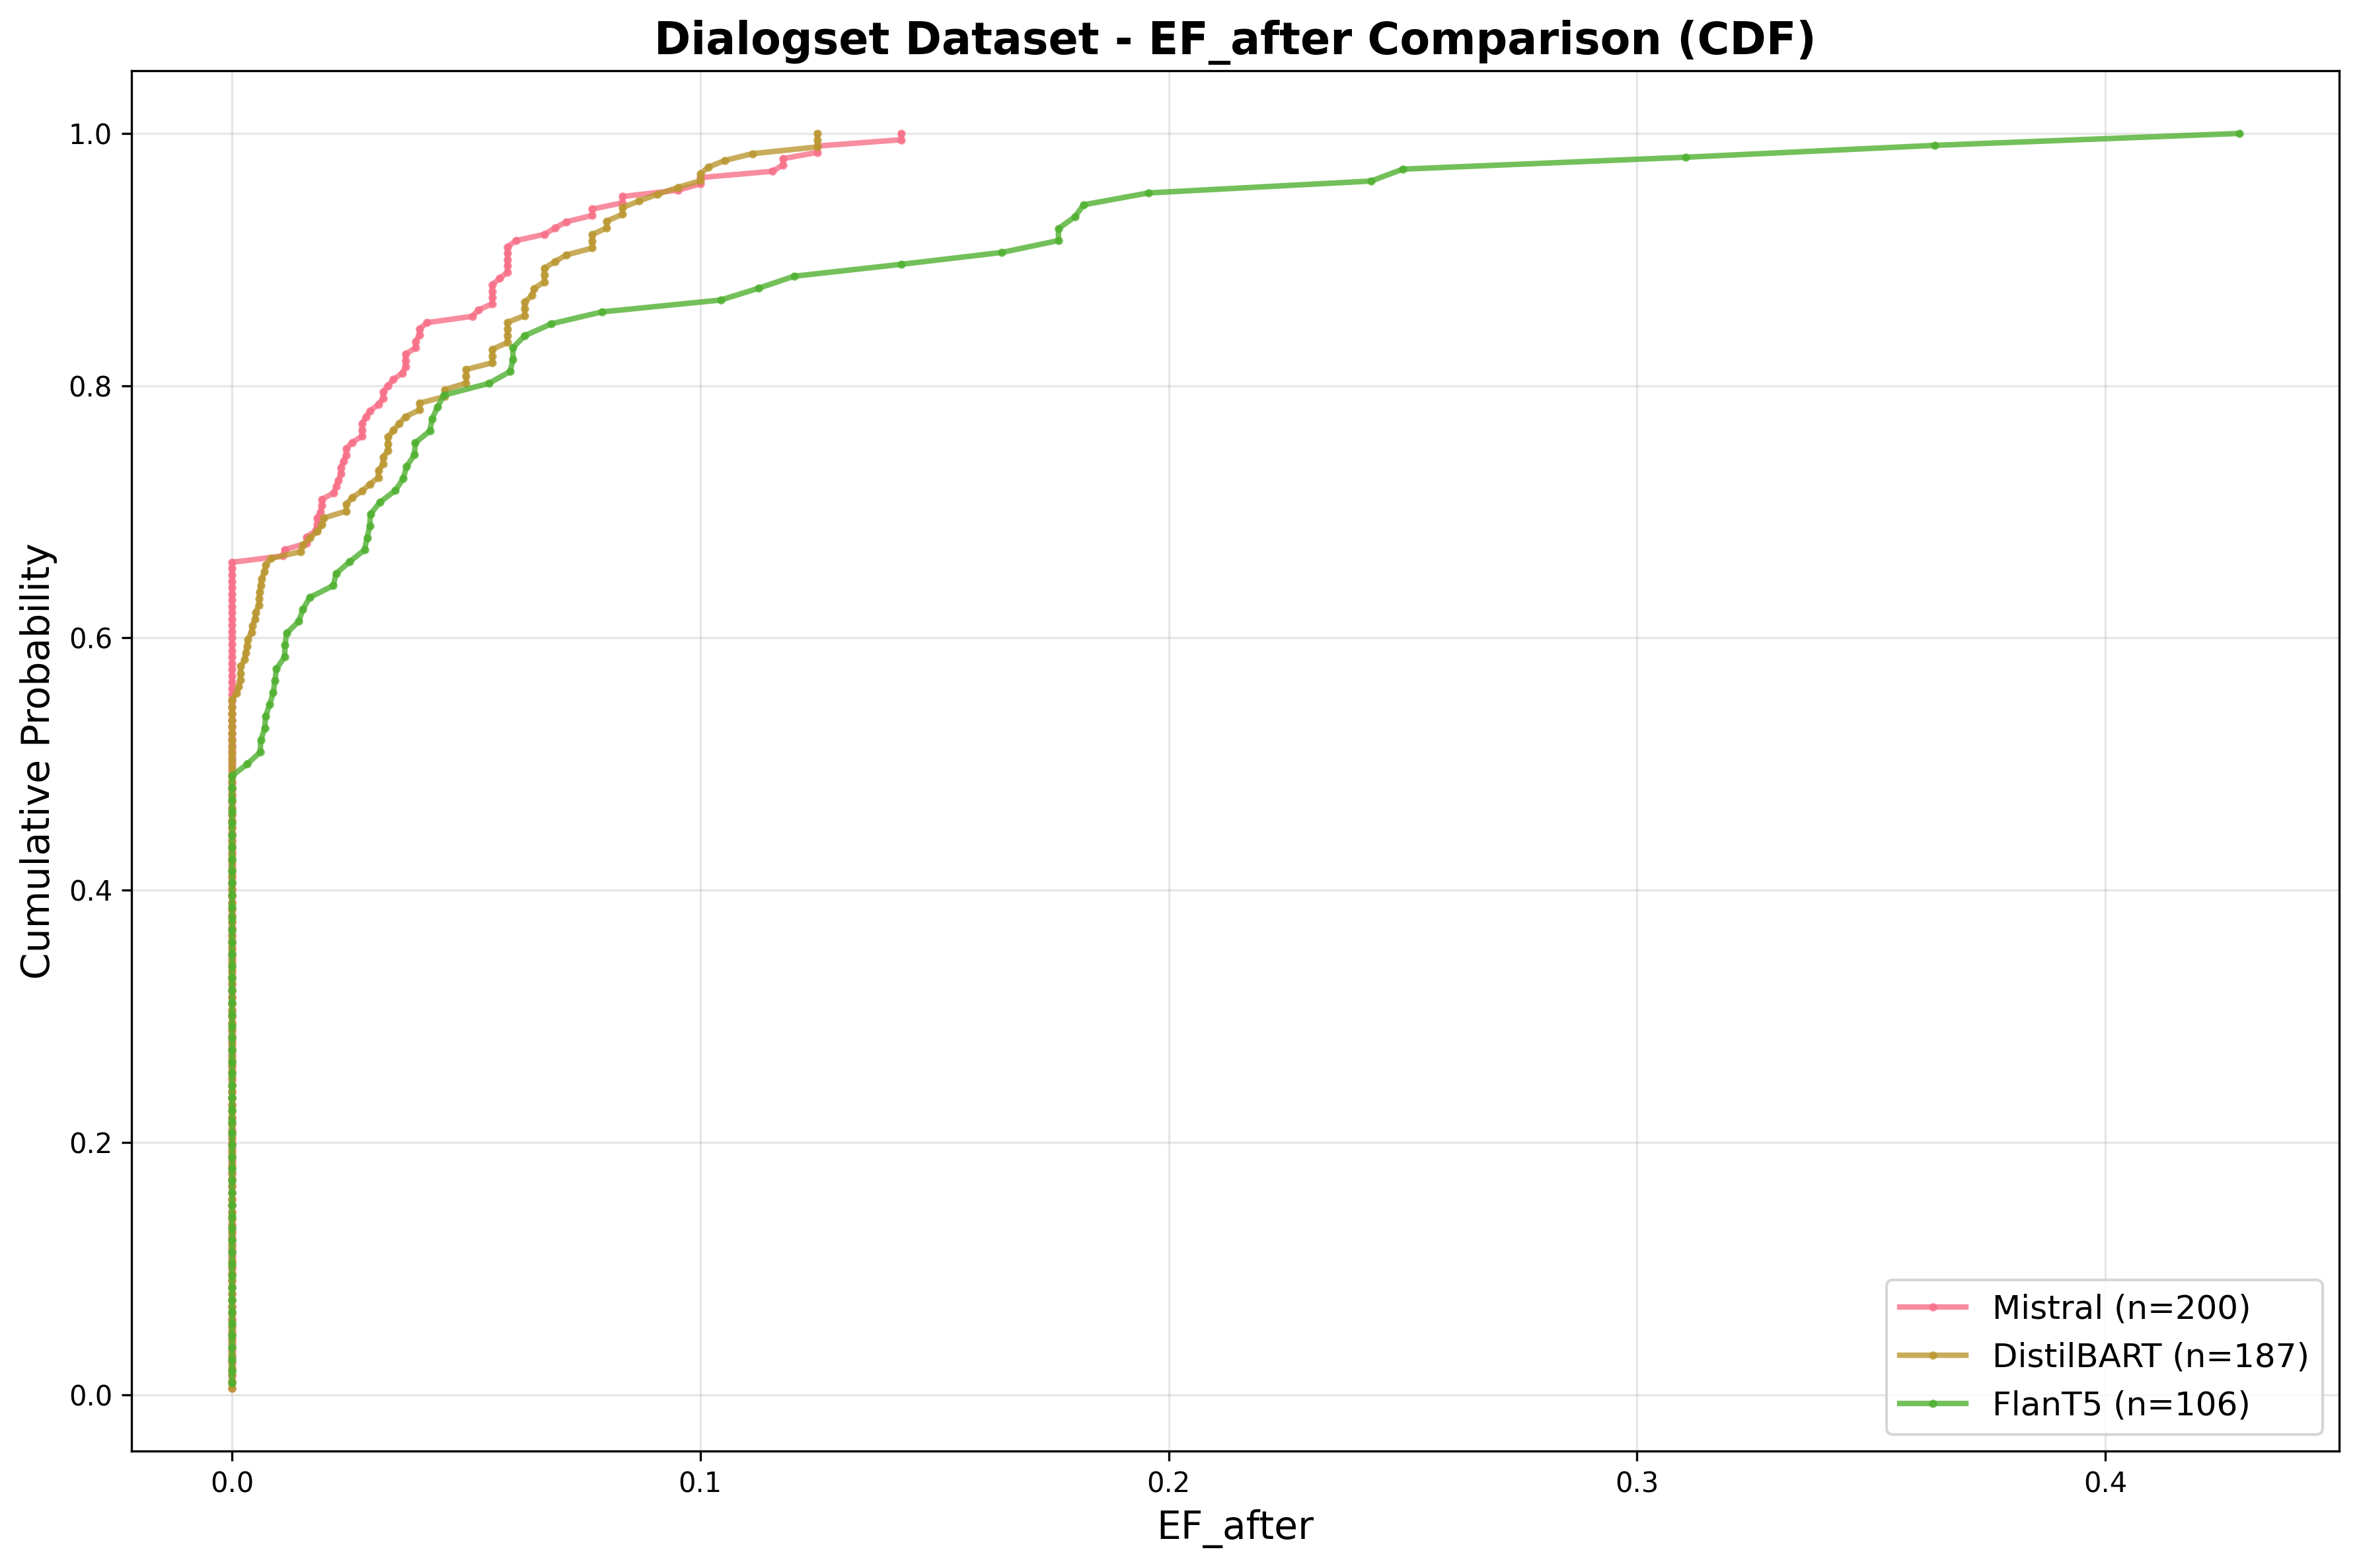 Dialogset Dataset - EF_after Comparison (CDF)
Cumulative Probability
1.0
0.8
0.6
0.4
0.2
0.0
0.0
0.1
0.2
0.3
0.4
EF_after
Mistral (n=200)
DistilBART (n=187)
FlanT5 (n=106)